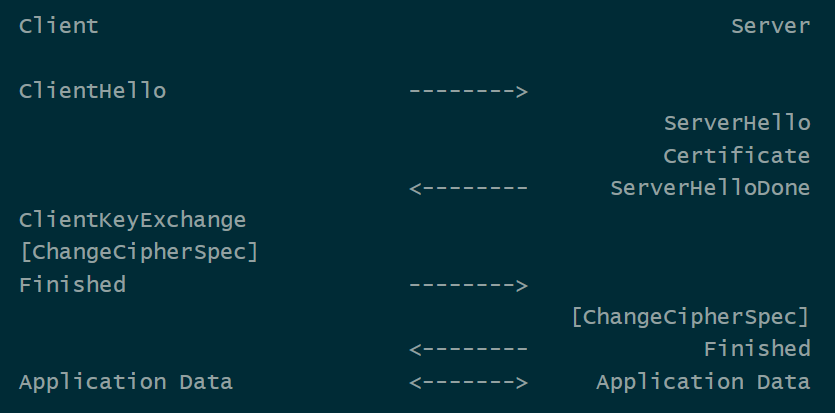 Client                                                     Server

ClientHello                  -------->
                                                      ServerHello
                                                      Certificate
                             <--------            ServerHelloDone
ClientKeyExchange
[ChangeCipherSpec]
Finished                     -------->
                                               [ChangeCipherSpec]
                             <--------                   Finished
Application Data             <------->           Application Data